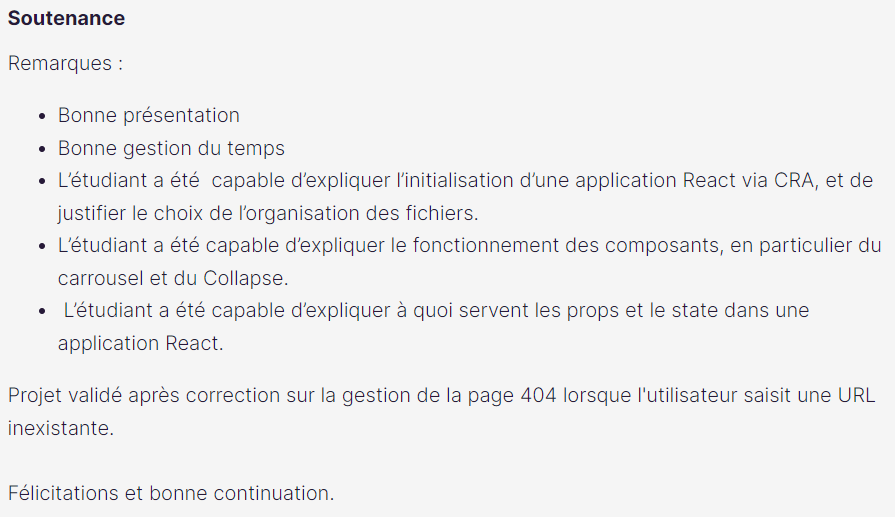 Soutenance
Remarques :
• Bonne présentation
• Bonne gestion du temps
• L’étudiant a été  capable d’expliquer l’initialisation d’une application React via CRA, et de
justifier le choix de l’organisation des fichiers.
• L’étudiant a été capable d’expliquer le fonctionnement des composants, en particulier du
carrousel et du Collapse.
•  L’étudiant a été capable d’expliquer à quoi servent les props et le state dans une
application React.
Projet validé après correction sur la gestion de la page 404 lorsque l'utilisateur saisit une URL
inexistante.
Félicitations et bonne continuation.